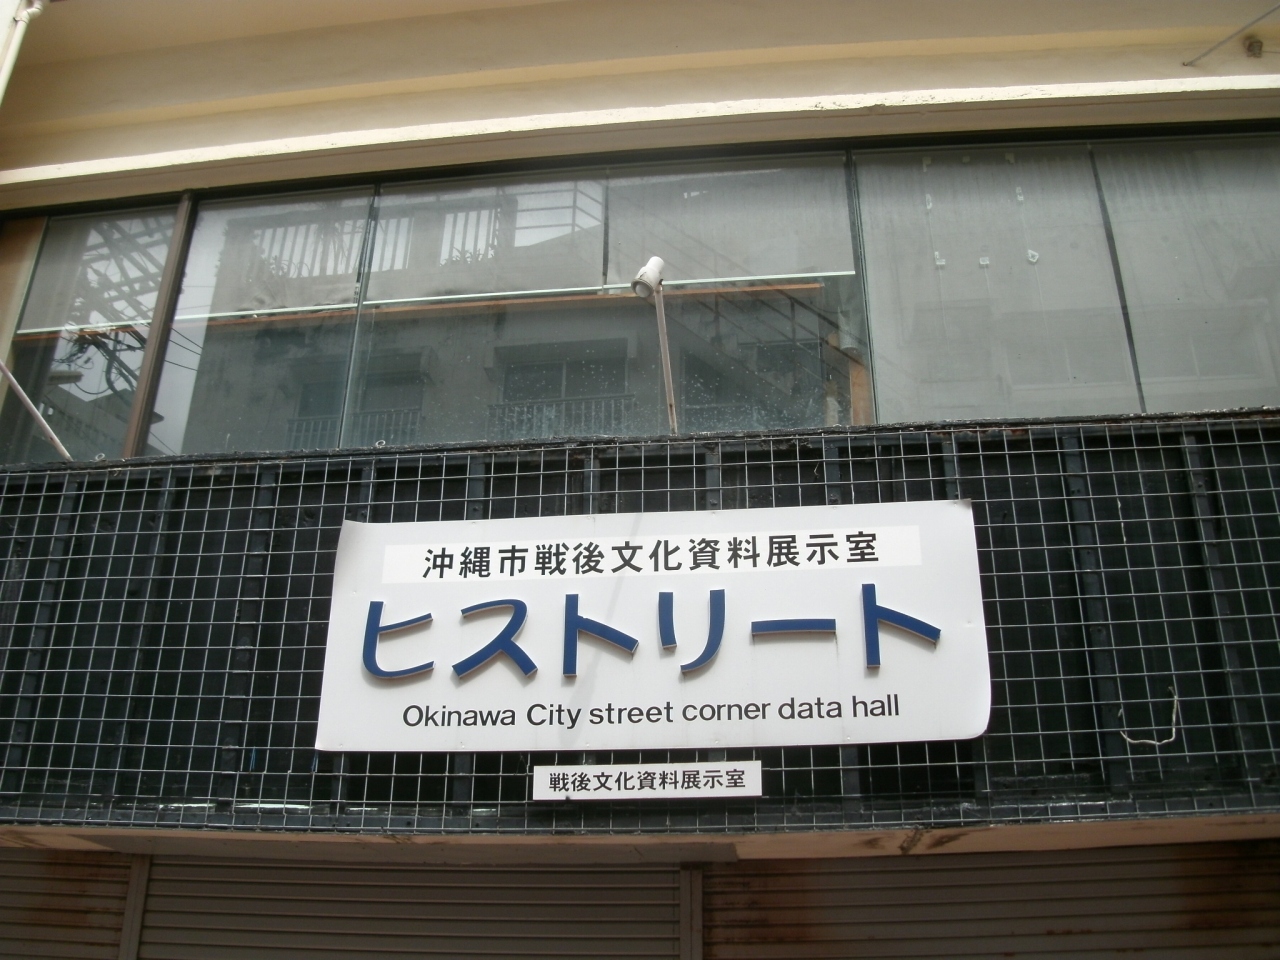 沖縄市戦後文化資料展示室
ヒストリート
Okinawa City street corner data hall
戦後文化資料展示室